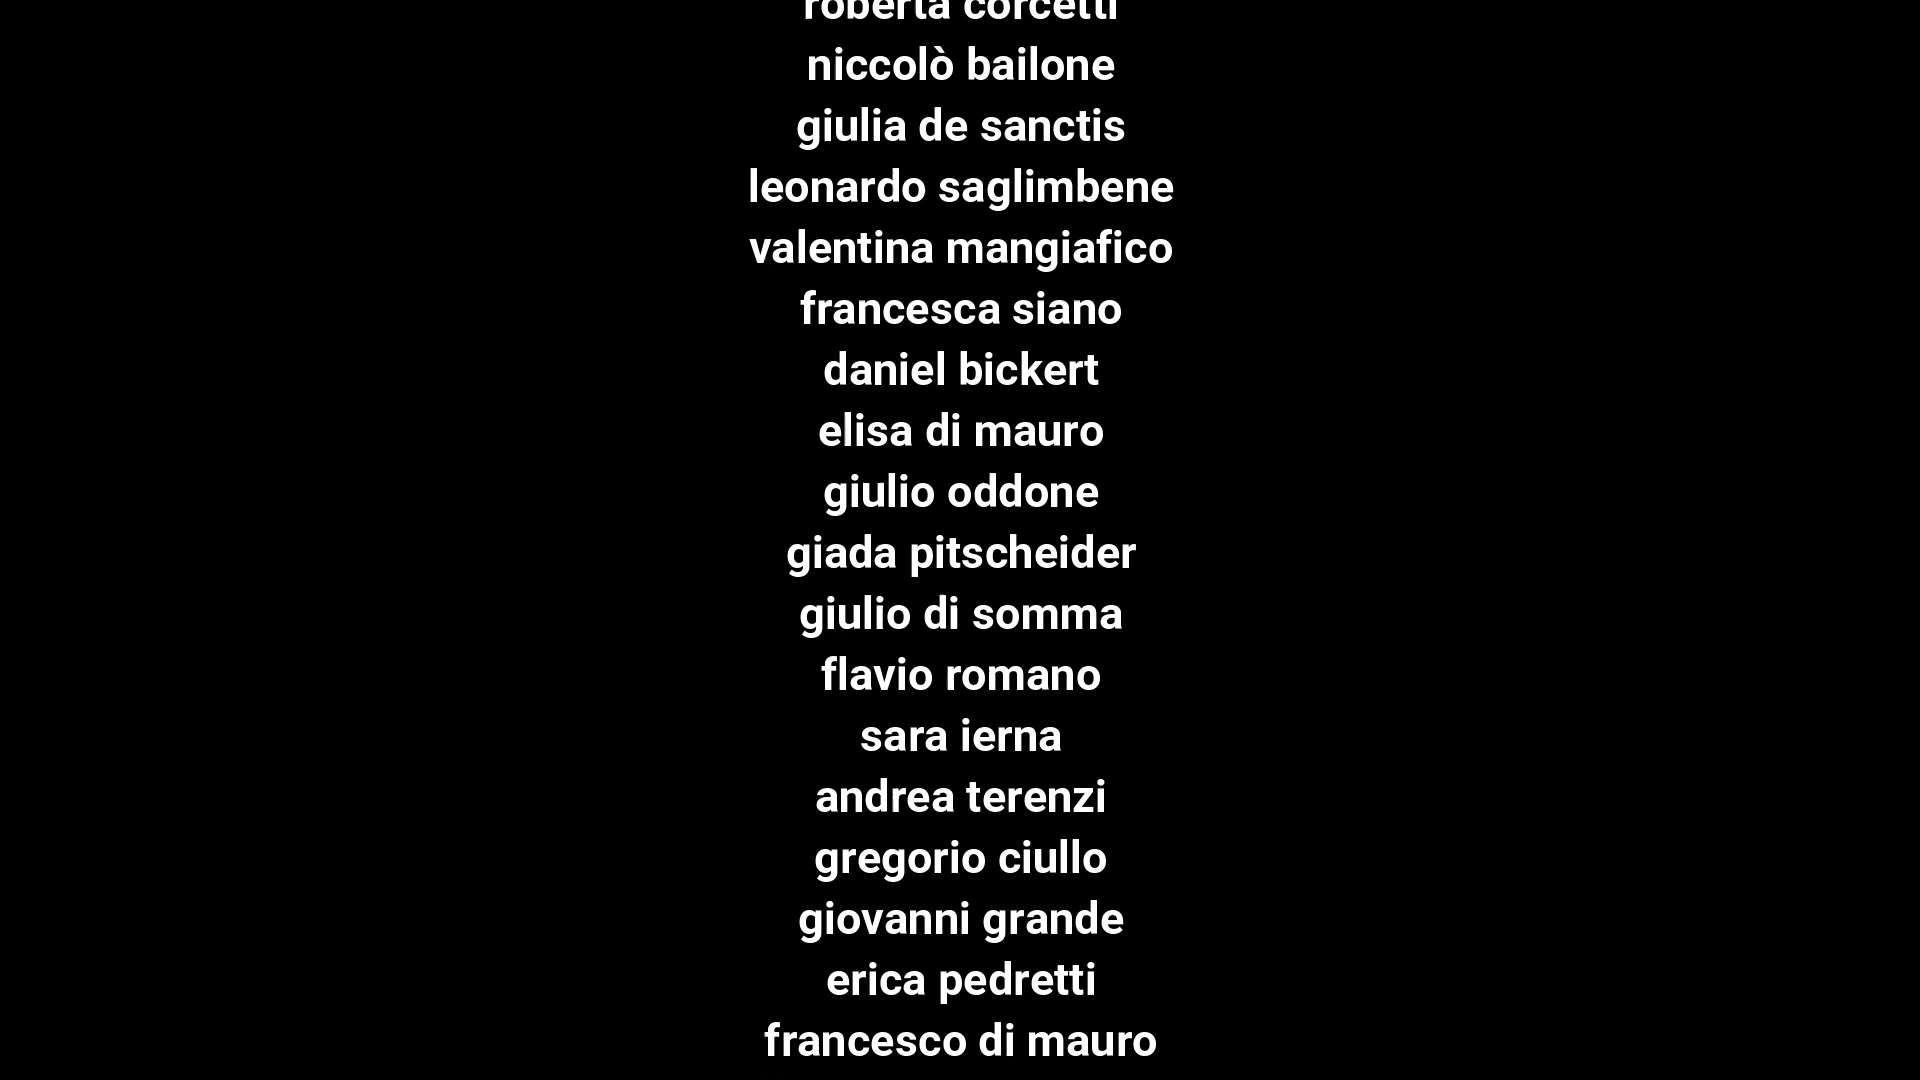 roberta corcetti
niccolò bailone
giulia de sanctis
leonardo saglimbene
valentina mangiafico
francesca siano
daniel bickert
elisa di mauro
giulio oddone
giada pitscheider
giulio di somma
flavio romano
sara ierna
andrea terenzi
gregorio ciullo
giovanni grande
erica pedretti
francesco di mauro